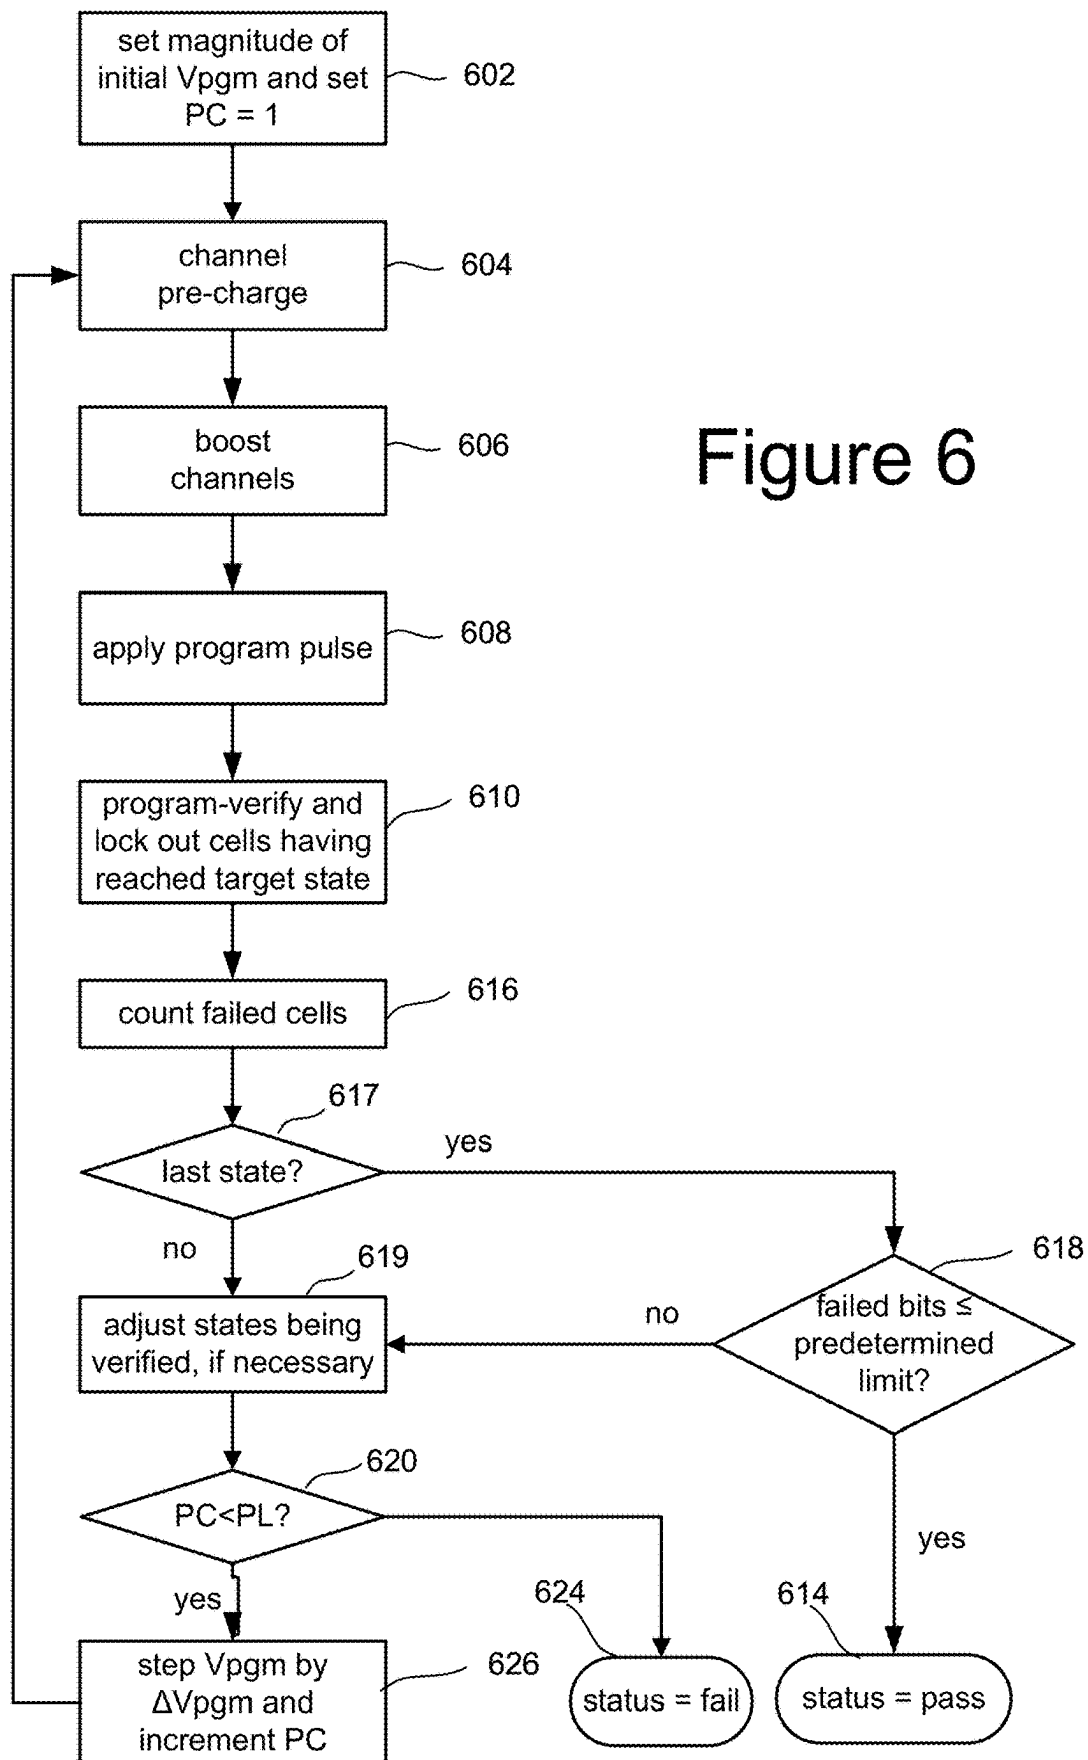 set magnitude of
initial Vpgm and set
PC = 1
602
channel
pre-charge
604
boost
channels
606
Figure 6
apply program pulse
608
program-verify and
lock out cells having
reached target state
610
count failed cells
616
617
last state?
yes
no
618
failed bits ≤
predetermined
limit?
no
619
adjust states being
verified, if necessary
620
PC<PL?
yes
yes
624
status = fail
614
status = pass
step Vpgm by
ΔVpgm and
increment PC
626